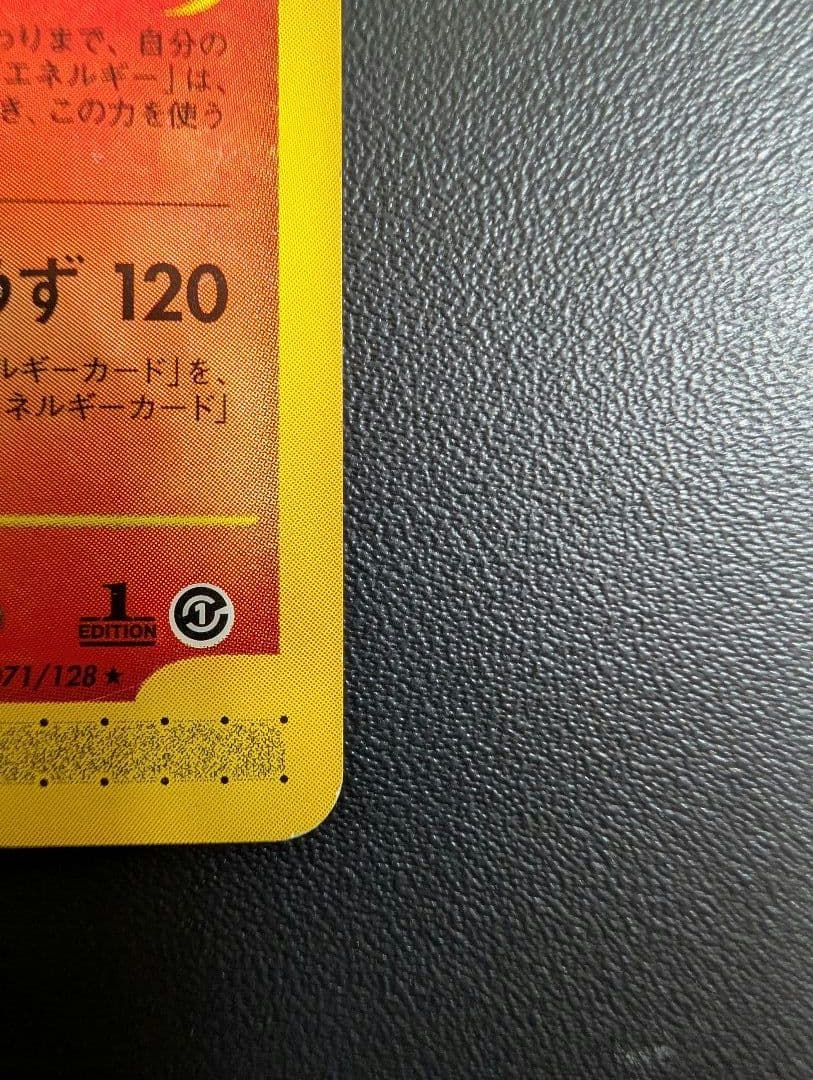 わりまで、自分の
エネルギー」は、
き、この力を使う
うず 120
ルギーカード」を、
ネルギーカード」
1
EDITION
1
071/128 ★